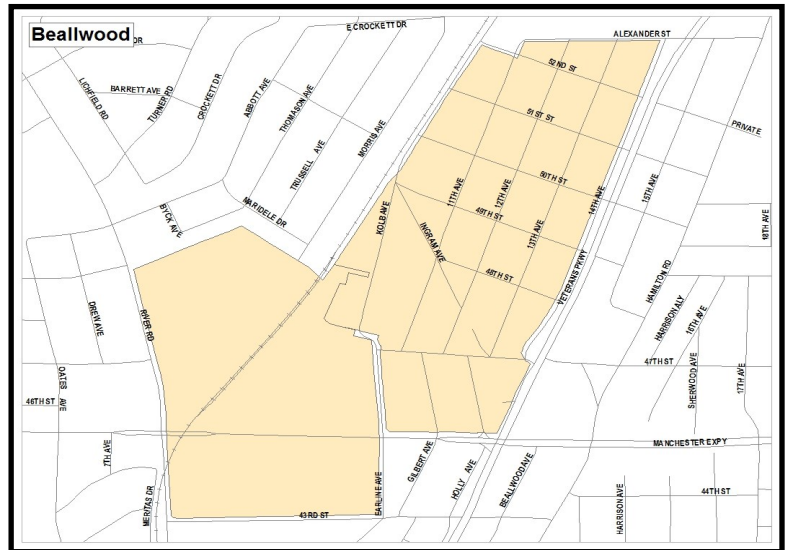 Beallwood
DR
E CROCKETT DR
ALEXANDER ST
LICHFIELD RD
BARRETT AVE
TURNER RD
CROCKETT DR
ABBOTT AVE
THOMASON AVE
TRUSSELL AVE
MORRIS AVE
52ND ST
51ST ST
PRIVATE
50TH ST
15TH AVE
14TH AVE
11TH AVE
12TH AVE
13TH AVE
KOLB AVE
49TH ST
INGRAM AVE
48TH ST
BYCK AVE
MARIDELE DR
18TH AVE
VETERANS PKWY
HAMILTON RD
HARRISON ALY
16TH AVE
DREW AVE
RIVER RD
47TH ST
SHERWOOD AVE
17TH AVE
46TH ST
OATES AVE
7TH AVE
MANCHESTER EXPY
GILBERT AVE
HOLLY AVE
BEALLWOOD AVE
MERITAS DR
EARLINE AVE
43RD ST
HARRISON AVE
44TH ST